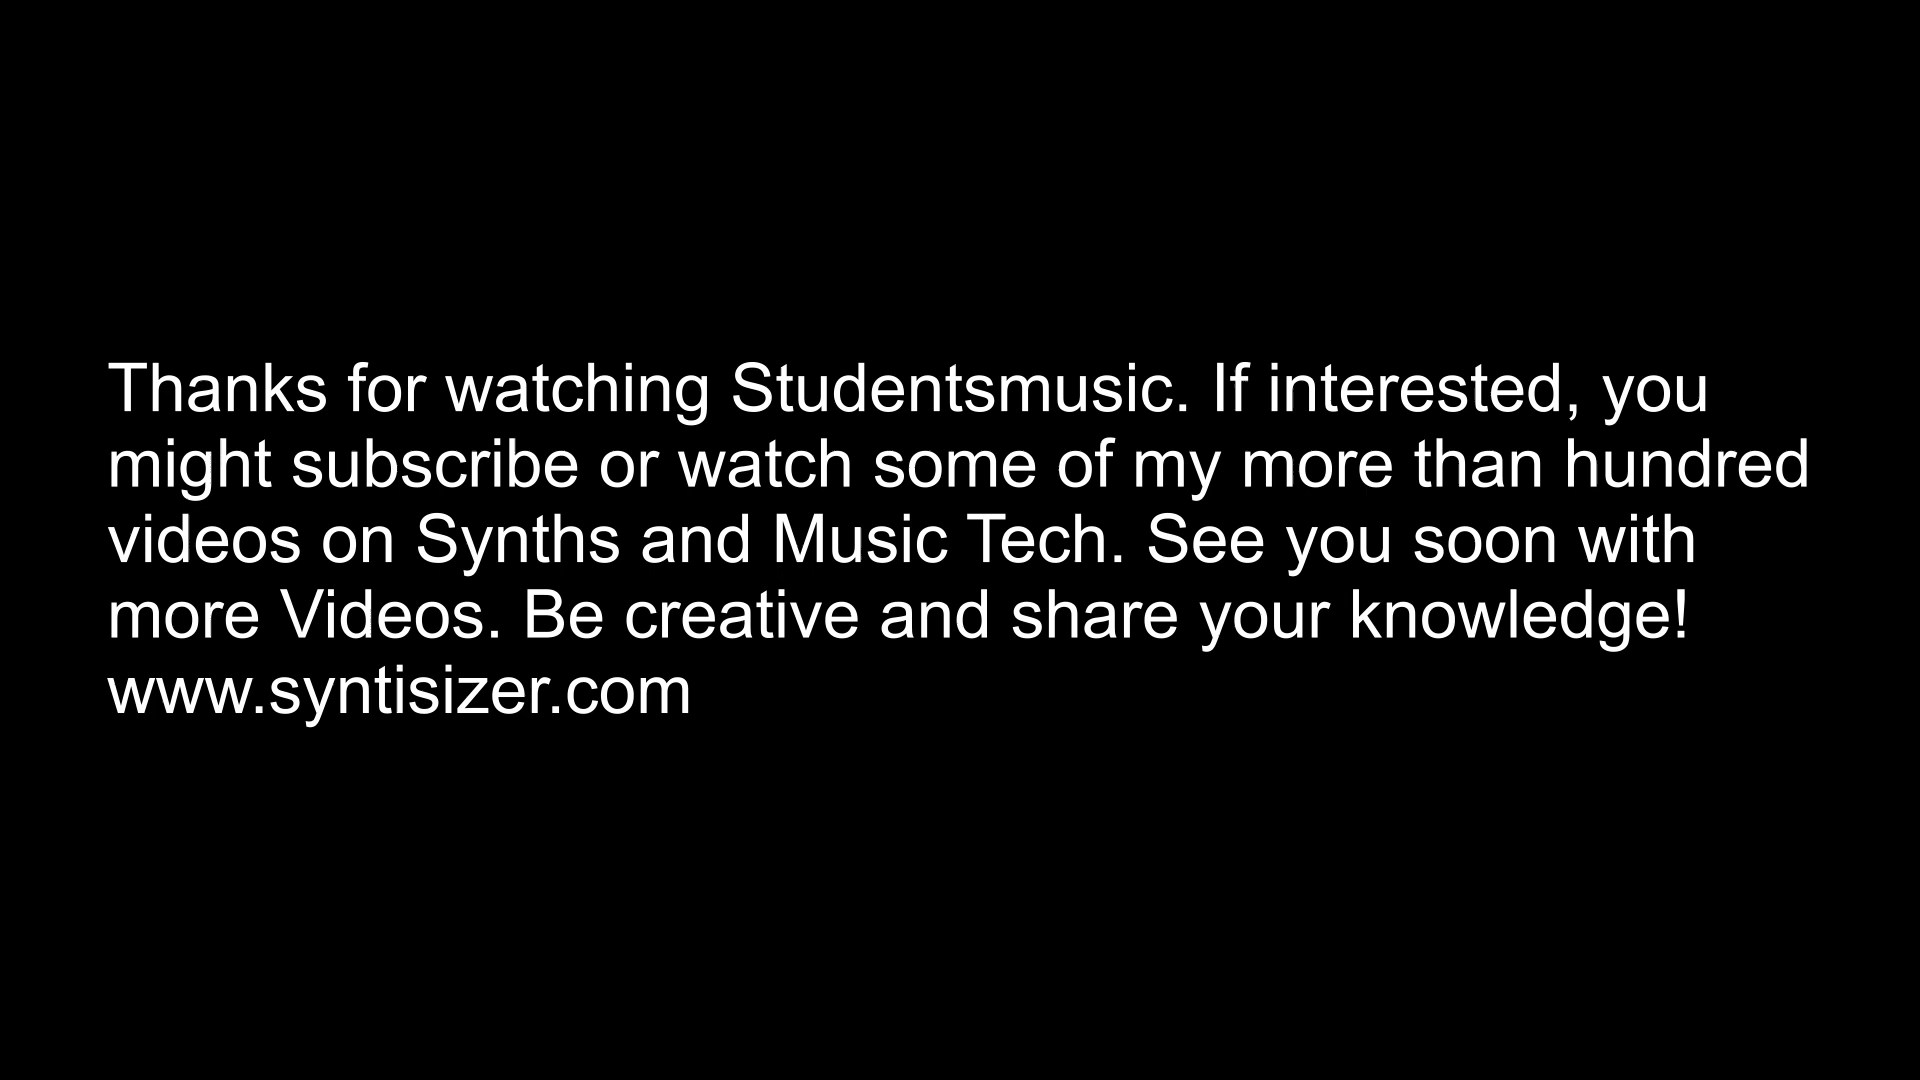 Thanks for watching Studentsmusic. If interested, you
might subscribe or watch some of my more than hundred
videos on Synths and Music Tech. See you soon with
more Videos. Be creative and share your knowledge!
www.syntisizer.com